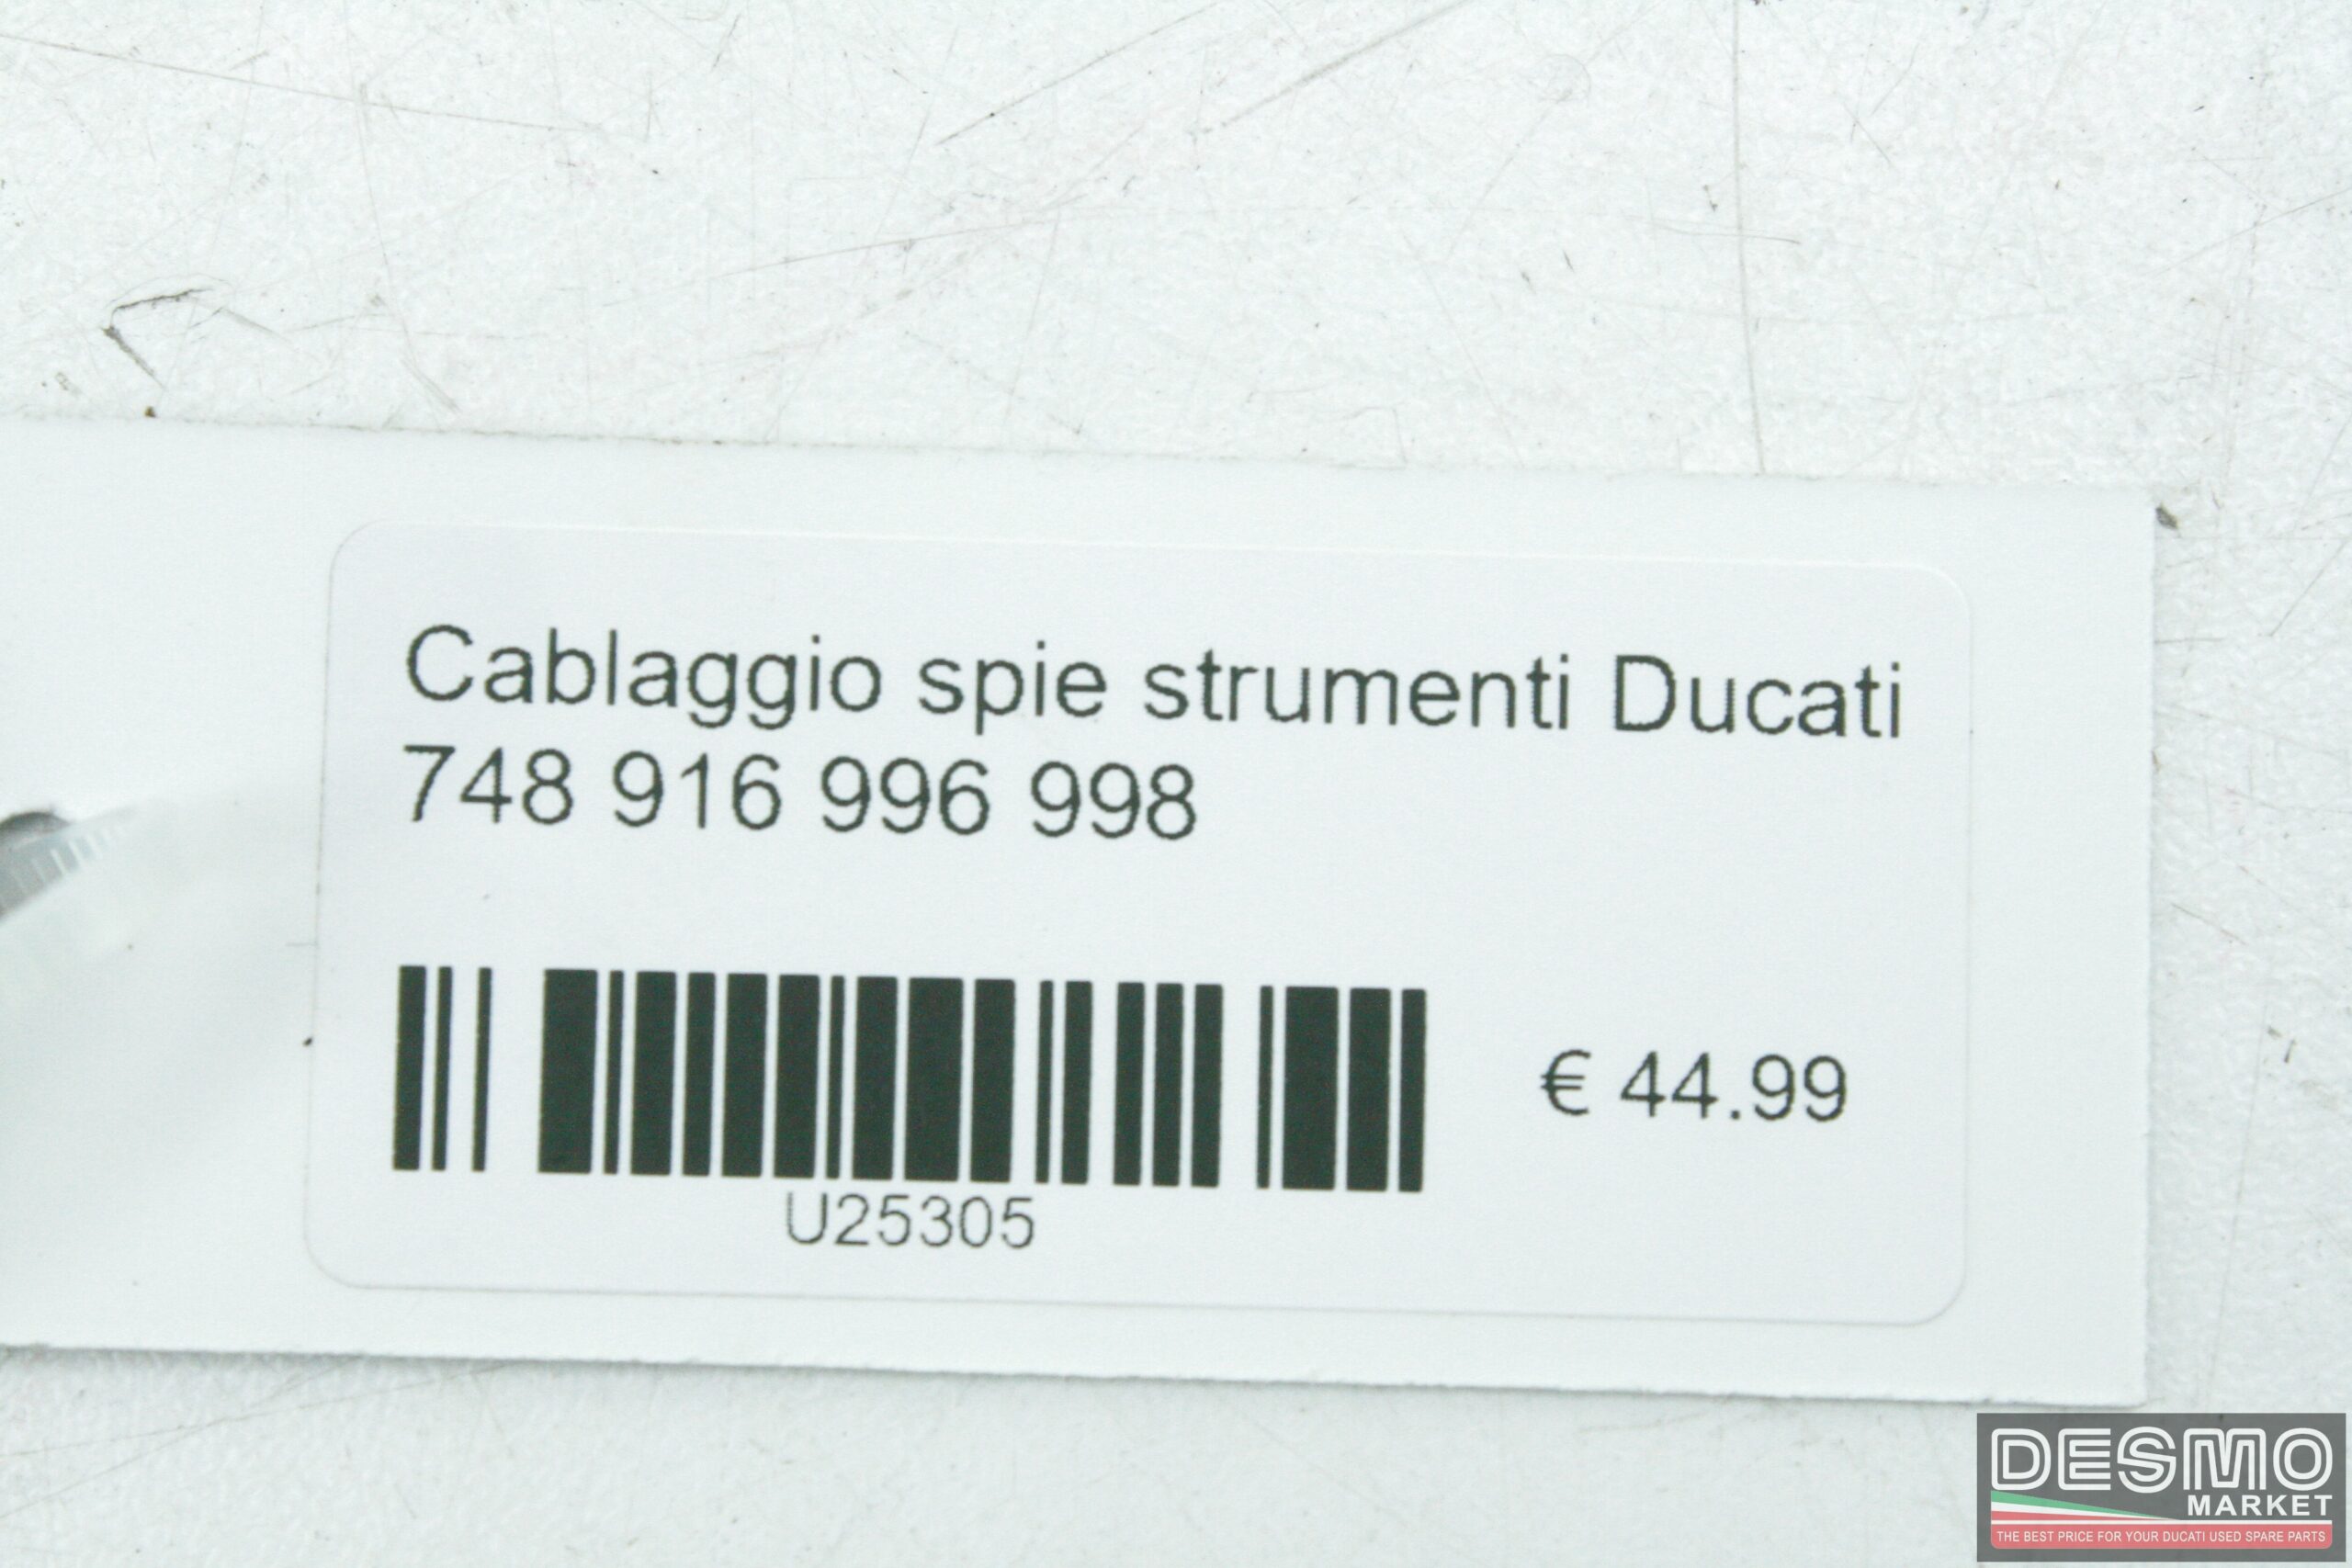 Cablaggio spie strumenti Ducati
748 916 996 998
€ 44.99
U25305
DESMO
MARKET
THE BEST PRICE FOR YOUR DUCATI USED SPARE PARTS